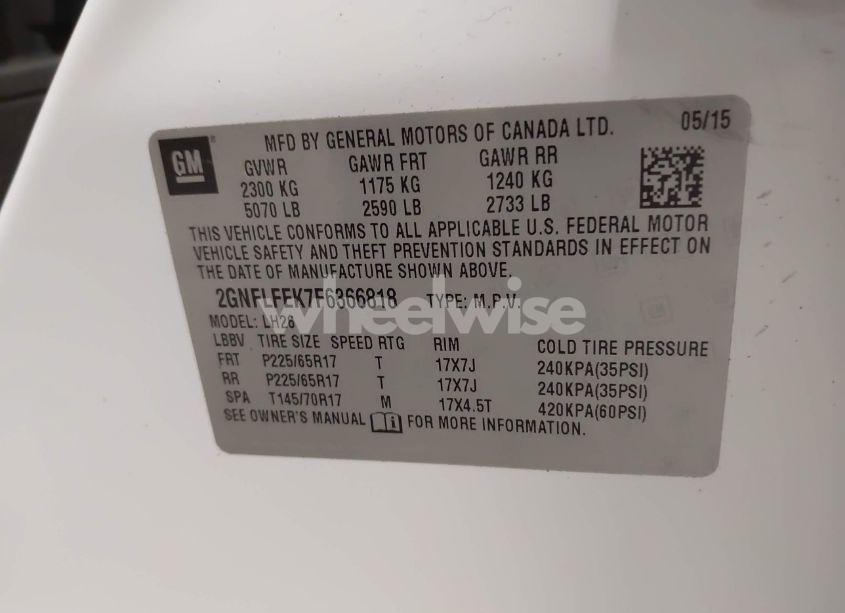 GM
MFD BY GENERAL MOTORS OF CANADA LTD. 05/15
GVWR GAWR FRT GAWR RR
2300 KG 1175 KG 1240 KG
5070 LB 2590 LB 2733 LB
THIS VEHICLE CONFORMS TO ALL APPLICABLE U.S. FEDERAL MOTOR
VEHICLE SAFETY AND THEFT PREVENTION STANDARDS IN EFFECT ON
THE DATE OF MANUFACTURE SHOWN ABOVE.
2GNFLFEK7F6366818 TYPE: M.P.V.
wheelwise
MODEL: LH26
LBBV TIRE SIZE SPEED RTG RIM COLD TIRE PRESSURE
FRT P225/65R17 T 17X7J 240KPA(35PSI)
RR P225/65R17 T 17X7J 240KPA(35PSI)
SPA T145/70R17 M 17X4.5T 420KPA(60PSI)
SEE OWNER'S MANUAL FOR MORE INFORMATION.